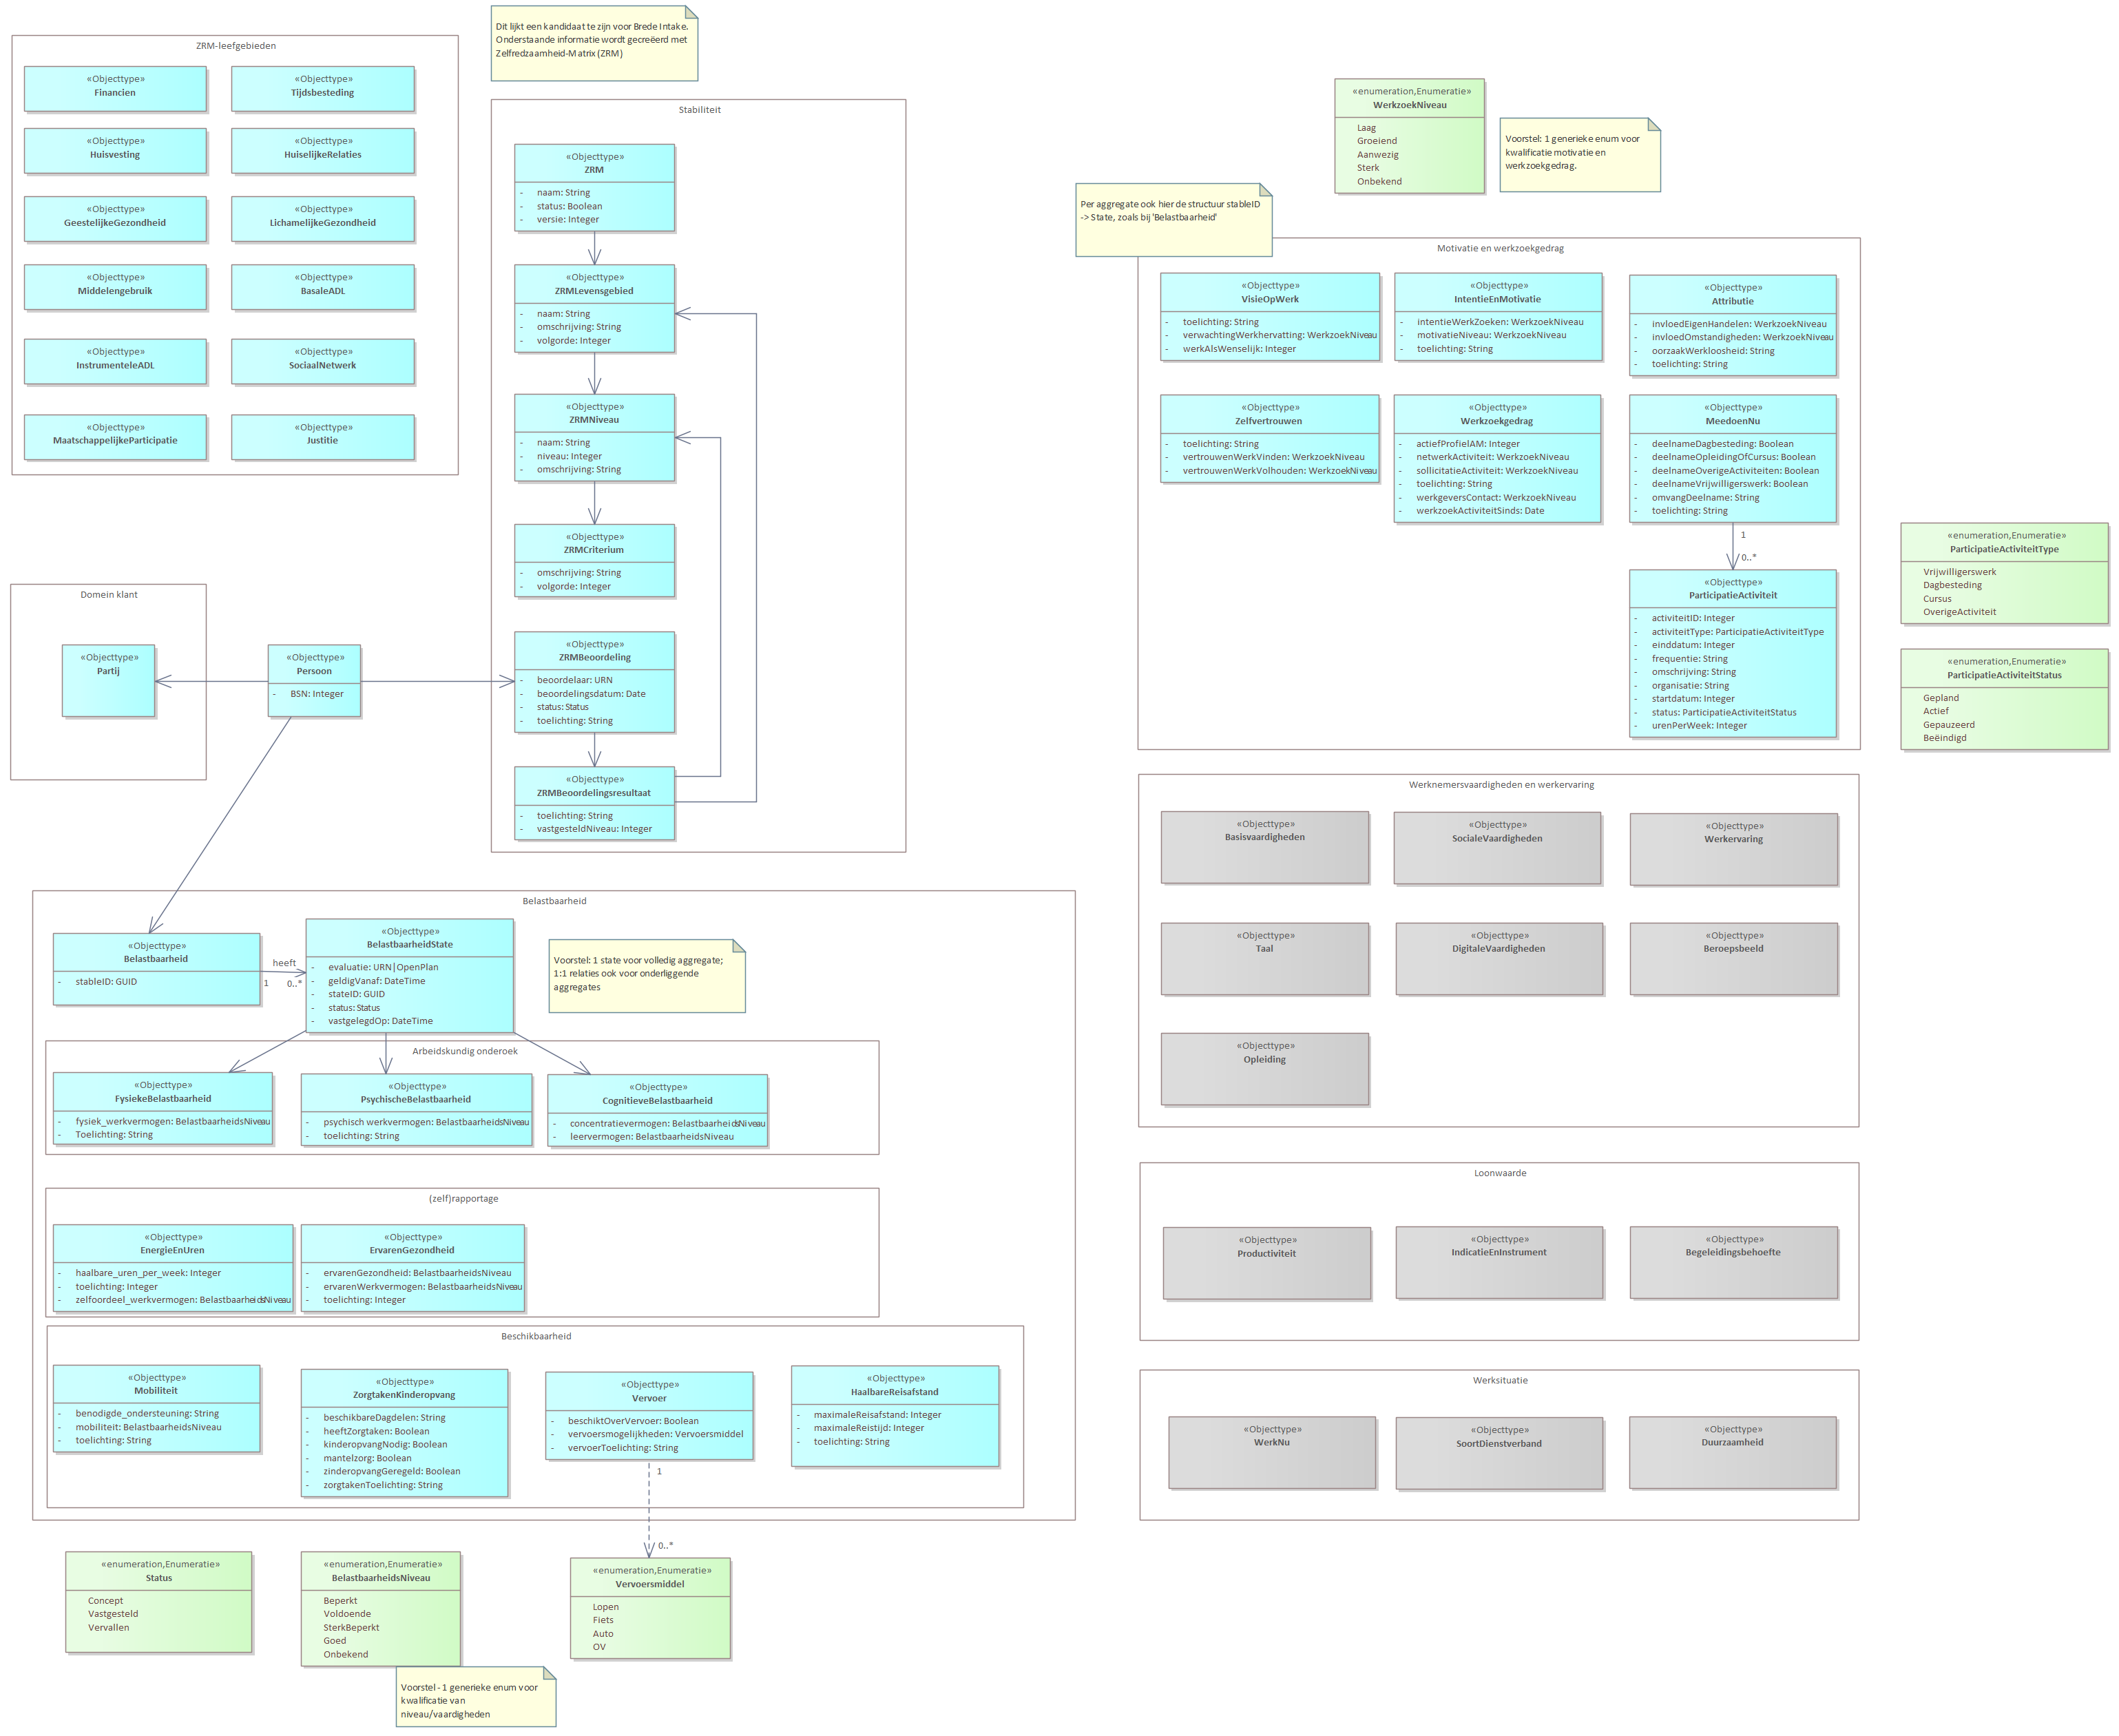 Dit lijkt een kandidaat te zijn voor Brede Intake.
Onderstaande informatie wordt gecreëerd met
Zelfredzaamheid-Matrix (ZRM)
ZRM-leefgebieden
«Objecttype»
Financien
«Objecttype»
Tijdsbesteding
«Objecttype»
Huisvesting
«Objecttype»
HuiselijkeRelaties
«Objecttype»
GeestelijkeGezondheid
«Objecttype»
LichamelijkeGezondheid
«Objecttype»
Middelengebruik
«Objecttype»
BasaleADL
«Objecttype»
InstrumenteleADL
«Objecttype»
SociaalNetwerk
«Objecttype»
MaatschappelijkeParticipatie
«Objecttype»
Justitie
Stabiliteit
«Objecttype»
ZRM
- naam: String
- status: Boolean
- versie: Integer
«Objecttype»
ZRMLevensgebied
- naam: String
- omschrijving: String
- volgorde: Integer
«Objecttype»
ZRMNiveau
- naam: String
- niveau: Integer
- omschrijving: String
«Objecttype»
ZRMCriterium
- omschrijving: String
- volgorde: Integer
«Objecttype»
ZRMBeoordeling
- beoordelaar: URN
- beoordelingsdatum: Date
- status: Status
- toelichting: String
«Objecttype»
ZRMBeoordelingsresultaat
- toelichting: String
- vastgesteldNiveau: Integer
Domein klant
«Objecttype»
Partij
«Objecttype»
Persoon
- BSN: Integer
«enumeration,Enumeratie»
WerkzoekNiveau
Laag
Groeiend
Aanwezig
Sterk
Onbekend
Voorstel: 1 generieke enum voor
kwalificatie motivatie en
werkzoekgedrag.
Per aggregate ook hier de structuur stableID
-> State, zoals bij 'Belastbaarheid'
Motivatie en werkzoekgedrag
«Objecttype»
VisieOpWerk
- toelichting: String
- verwachtingWerkhervatting: WerkzoekNiveau
- werkAlsWenselijk: Integer
«Objecttype»
IntentieEnMotivatie
- intentieWerkZoeken: WerkzoekNiveau
- motivatieNiveau: WerkzoekNiveau
- toelichting: String
«Objecttype»
Attributie
- invloedEigenHandelen: WerkzoekNiveau
- invloedOmstandigheden: WerkzoekNiveau
- oorzaakWerkloosheid: String
- toelichting: String
«Objecttype»
Zelfvertrouwen
- toelichting: String
- vertrouwenWerkVinden: WerkzoekNiveau
- vertrouwenWerkVolhouden: WerkzoekNiveau
«Objecttype»
Werkzoekgedrag
- actiefProfielAM: Integer
- netwerkActiviteit: WerkzoekNiveau
- sollicitatieActiviteit: WerkzoekNiveau
- toelichting: String
- werkgeversContact: WerkzoekNiveau
- werkzoekActiviteitSinds: Date
«Objecttype»
MeedoenNu
- deelnameDagbesteding: Boolean
- deelnameOpleidingOfCursus: Boolean
- deelnameOverigeActiviteiten: Boolean
- deelnameVrijwilligerswerk: Boolean
- omvangDeelname: String
- toelichting: String
1
0..*
«Objecttype»
ParticipatieActiviteit
- activiteitID: Integer
- activiteitType: ParticipatieActiviteitType
- einddatum: Integer
- frequentie: String
- omschrijving: String
- organisatie: String
- startdatum: Integer
- status: ParticipatieActiviteitStatus
- urenPerWeek: Integer
«enumeration,Enumeratie»
ParticipatieActiviteitType
Vrijwilligerswerk
Dagbesteding
Cursus
OverigeActiviteit
«enumeration,Enumeratie»
ParticipatieActiviteitStatus
Gepland
Actief
Gepauzeerd
Beëindigd
Werknemersvaardigheden en werkervaring
«Objecttype»
Basisvaardigheden
«Objecttype»
SocialeVaardigheden
«Objecttype»
Werkervaring
«Objecttype»
Taal
«Objecttype»
DigitaleVaardigheden
«Objecttype»
Beroepsbeeld
«Objecttype»
Opleiding
Loonwaarde
«Objecttype»
Productiviteit
«Objecttype»
IndicatieEnInstrument
«Objecttype»
Begeleidingsbehoefte
Werksituatie
«Objecttype»
WerkNu
«Objecttype»
SoortDienstverband
«Objecttype»
Duurzaamheid
Belastbaarheid
«Objecttype»
Belastbaarheid
- stableID: GUID
heeft
1
0..*
«Objecttype»
BelastbaarheidState
- evaluatie: URN|OpenPlan
- geldigVanaf: DateTime
- stateID: GUID
- status: Status
- vastgelegdOp: DateTime
Voorstel: 1 state voor volledig aggregate;
1:1 relaties ook voor onderliggende
aggregates
Arbeidskundig onderoek
«Objecttype»
FysiekeBelastbaarheid
- fysiek_werkvermogen: BelastbaarheidsNiveau
- Toelichting: String
«Objecttype»
PsychischeBelastbaarheid
- psychisch werkvermogen: BelastbaarheidsNiveau
- toelichting: String
«Objecttype»
CognitieveBelastbaarheid
- concentratievermogen: BelastbaarheidsNiveau
- leervermogen: BelastbaarheidsNiveau
(zelf)rapportage
«Objecttype»
EnergieEnUren
- haalbare_uren_per_week: Integer
- toelichting: Integer
- zelfoordeel_werkvermogen: BelastbaarheidsNiveau
«Objecttype»
ErvarenGezondheid
- ervarenGezondheid: BelastbaarheidsNiveau
- ervarenWerkvermogen: BelastbaarheidsNiveau
- toelichting: Integer
Beschikbaarheid
«Objecttype»
Mobiliteit
- benodigde_ondersteuning: String
- mobiliteit: BelastbaarheidsNiveau
- toelichting: String
«Objecttype»
ZorgtakenKinderopvang
- beschikbareDagdelen: String
- heeftZorgtaken: Boolean
- kinderopvangNodig: Boolean
- mantelzorg: Boolean
- zinderopvangGeregeld: Boolean
- zorgtakenToelichting: String
«Objecttype»
Vervoer
- beschiktOverVervoer: Boolean
- vervoersmogelijkheden: Vervoersmiddel
- vervoerToelichting: String
«Objecttype»
HaalbareReisafstand
- maximaleReisafstand: Integer
- maximaleReistijd: Integer
- toelichting: String
1
0..*
«enumeration,Enumeratie»
Status
Concept
Vastgesteld
Vervallen
«enumeration,Enumeratie»
BelastbaarheidsNiveau
Beperkt
Voldoende
SterkBeperkt
Goed
Onbekend
«enumeration,Enumeratie»
Vervoersmiddel
Lopen
Fiets
Auto
OV
Voorstel - 1 generieke enum voor
kwalificatie van
niveau/vaardigheden